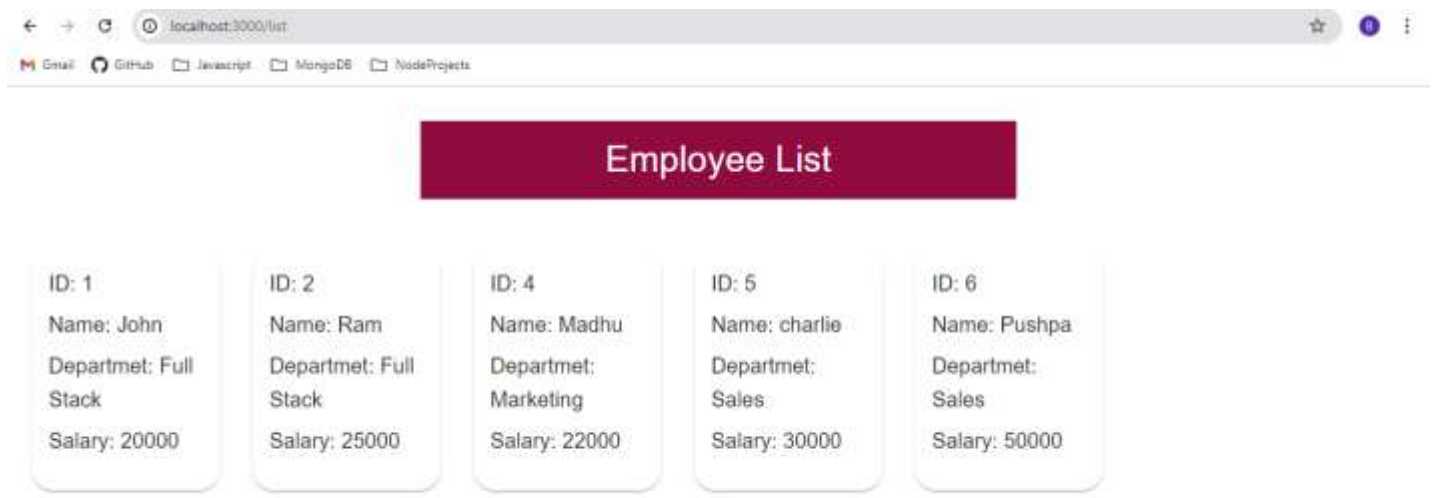 localhost:3000/list
Gmail GitHub Javascript MongoDB NodeProjects
Employee List
ID: 1
Name: John
Departmet: Full
Stack
Salary: 20000
ID: 2
Name: Ram
Departmet: Full
Stack
Salary: 25000
ID: 4
Name: Madhu
Departmet:
Marketing
Salary: 22000
ID: 5
Name: charlie
Departmet:
Sales
Salary: 30000
ID: 6
Name: Pushpa
Departmet:
Sales
Salary: 50000